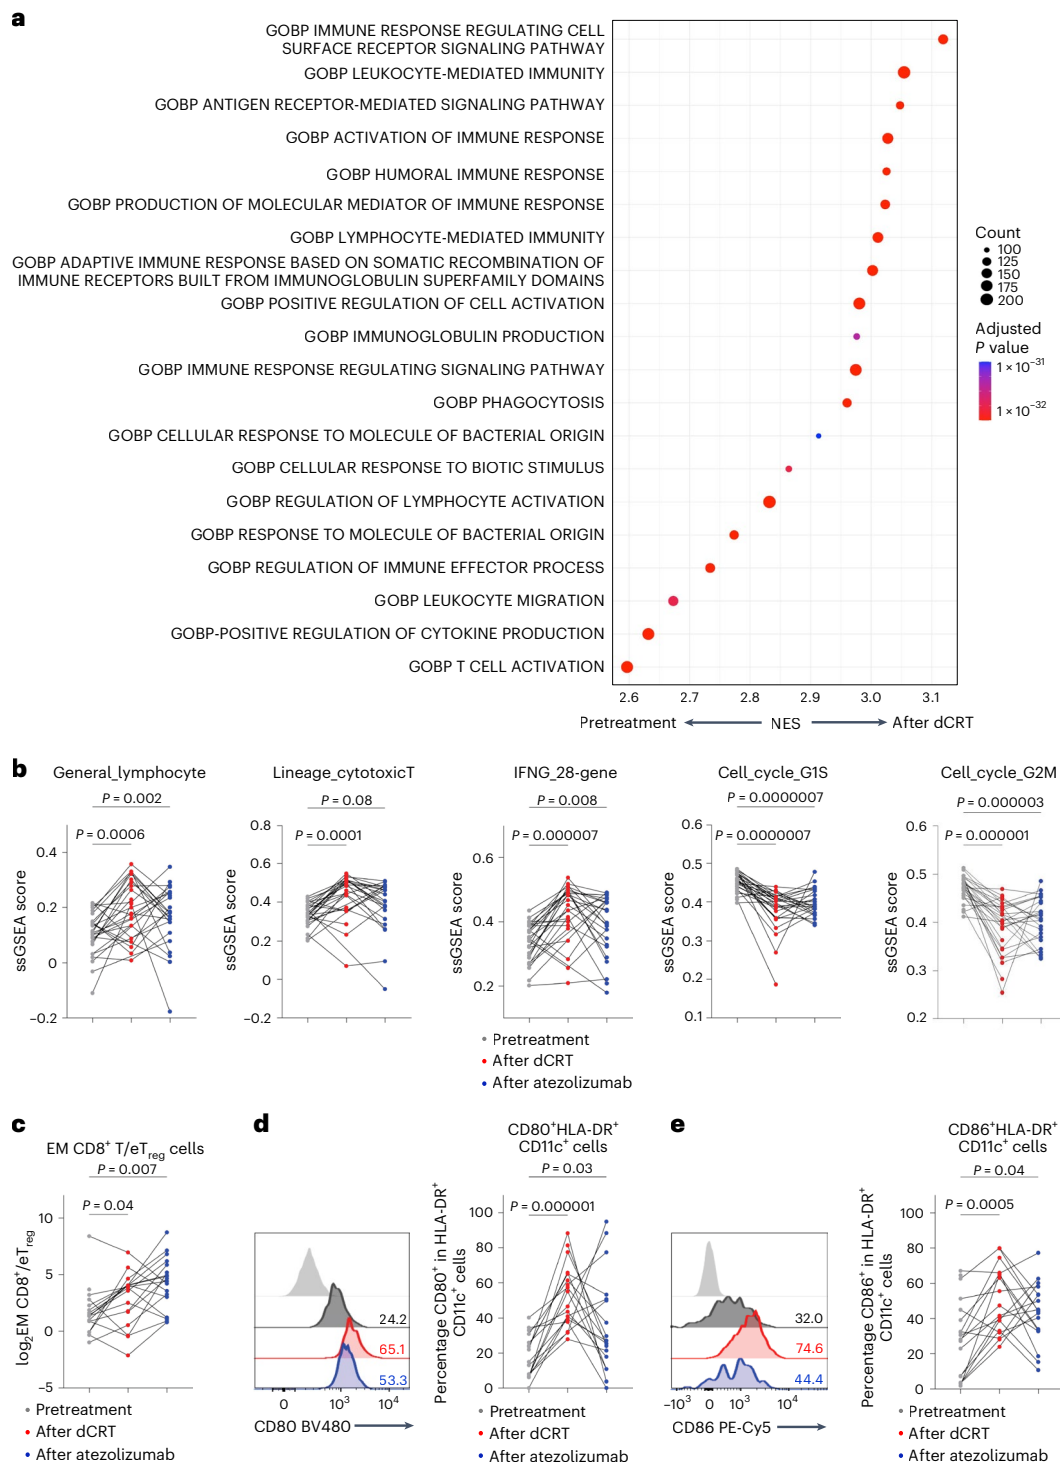 a
GOBP IMMUNE RESPONSE REGULATING CELL
SURFACE RECEPTOR SIGNALING PATHWAY
GOBP LEUKOCYTE-MEDIATED IMMUNITY
GOBP ANTIGEN RECEPTOR-MEDIATED SIGNALING PATHWAY
GOBP ACTIVATION OF IMMUNE RESPONSE
GOBP HUMORAL IMMUNE RESPONSE
GOBP PRODUCTION OF MOLECULAR MEDIATOR OF IMMUNE RESPONSE
GOBP LYMPHOCYTE-MEDIATED IMMUNITY
GOBP ADAPTIVE IMMUNE RESPONSE BASED ON SOMATIC RECOMBINATION OF
IMMUNE RECEPTORS BUILT FROM IMMUNOGLOBULIN SUPERFAMILY DOMAINS
GOBP POSITIVE REGULATION OF CELL ACTIVATION
GOBP IMMUNOGLOBULIN PRODUCTION
GOBP IMMUNE RESPONSE REGULATING SIGNALING PATHWAY
GOBP PHAGOCYTOSIS
GOBP CELLULAR RESPONSE TO MOLECULE OF BACTERIAL ORIGIN
GOBP CELLULAR RESPONSE TO BIOTIC STIMULUS
GOBP REGULATION OF LYMPHOCYTE ACTIVATION
GOBP RESPONSE TO MOLECULE OF BACTERIAL ORIGIN
GOBP REGULATION OF IMMUNE EFFECTOR PROCESS
GOBP LEUKOCYTE MIGRATION
GOBP-POSITIVE REGULATION OF CYTOKINE PRODUCTION
GOBP T CELL ACTIVATION
2.6 2.7 2.8 2.9 3.0 3.1
Pretreatment NES After dCRT
Count
100
125
150
175
200
Adjusted
P value
1 × 10⁻³¹
1 × 10⁻³²
b
General_lymphocyte
P = 0.002
P = 0.0006
ssGSEA score
0.4
0.2
0
−0.2
Lineage_cytotoxicT
P = 0.08
P = 0.0001
ssGSEA score
0.8
0.6
0.4
0.2
0
−0.2
IFNG_28-gene
P = 0.008
P = 0.000007
ssGSEA score
0.6
0.4
0.2
Cell_cycle_G1S
P = 0.0000007
P = 0.0000007
ssGSEA score
0.6
0.5
0.4
0.3
0.2
0.1
Cell_cycle_G2M
P = 0.000003
P = 0.000001
ssGSEA score
0.6
0.5
0.4
0.3
0.2
Pretreatment
After dCRT
After atezolizumab
c
EM CD8⁺ T/eTreg cells
P = 0.007
P = 0.04
log₂EM CD8⁺/eTreg
10
5
0
−5
Pretreatment
After dCRT
After atezolizumab
d
24.2
65.1
53.3
0 10³ 10⁴
CD80 BV480
CD80⁺HLA-DR⁺
CD11c⁺ cells
P = 0.03
P = 0.000001
Percentage CD80⁺ in HLA-DR⁺
CD11c⁺ cells
100
80
60
40
20
0
Pretreatment
After dCRT
After atezolizumab
e
32.0
74.6
44.4
−10³ 0 10³ 10⁴
CD86 PE-Cy5
CD86⁺HLA-DR⁺
CD11c⁺ cells
P = 0.04
P = 0.0005
Percentage CD86⁺ in HLA-DR⁺
CD11c⁺ cells
100
80
60
40
20
0
Pretreatment
After dCRT
After atezolizumab